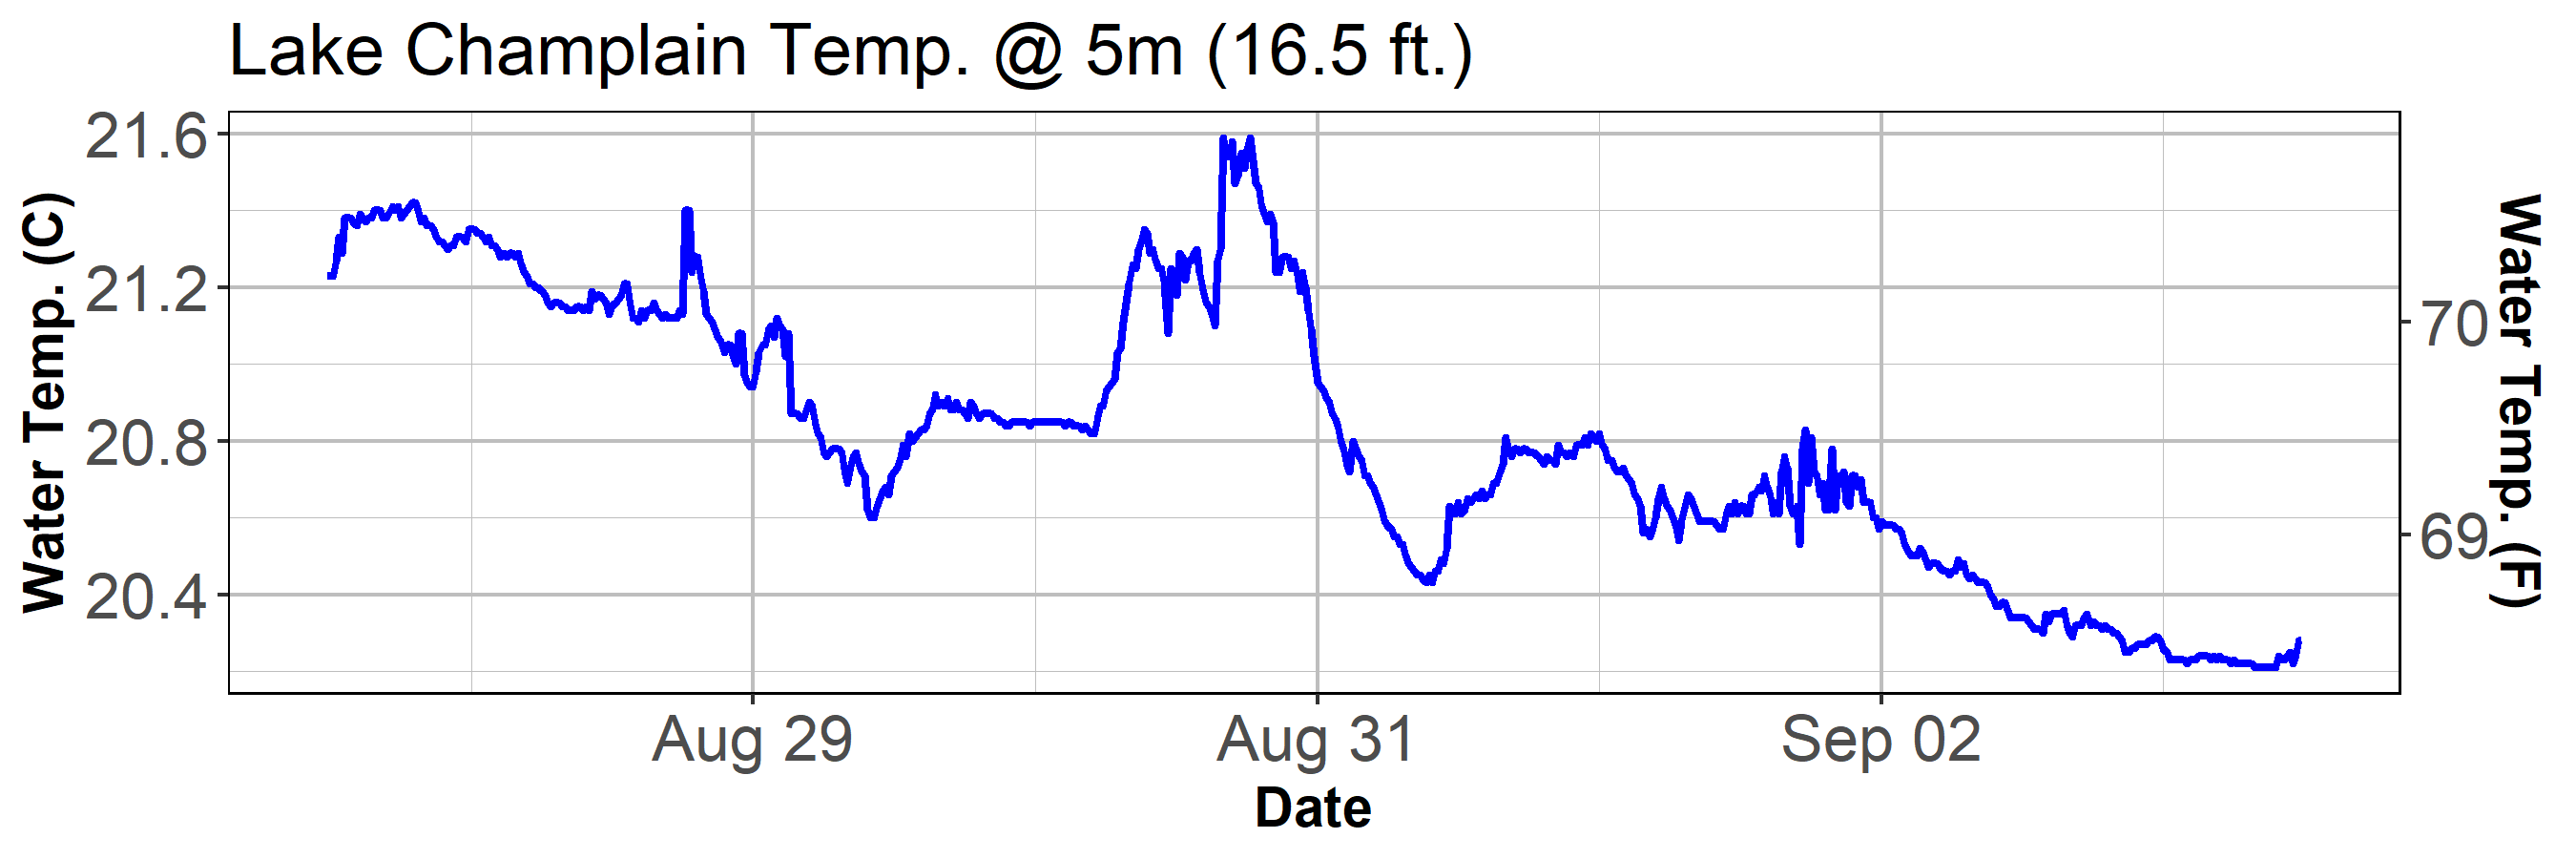 Lake Champlain Temp. @ 5m (16.5 ft.)
Water Temp. (C)
21.6
21.2
20.8
20.4
70
69
Water Temp. (F)
Aug 29
Aug 31
Sep 02
Date